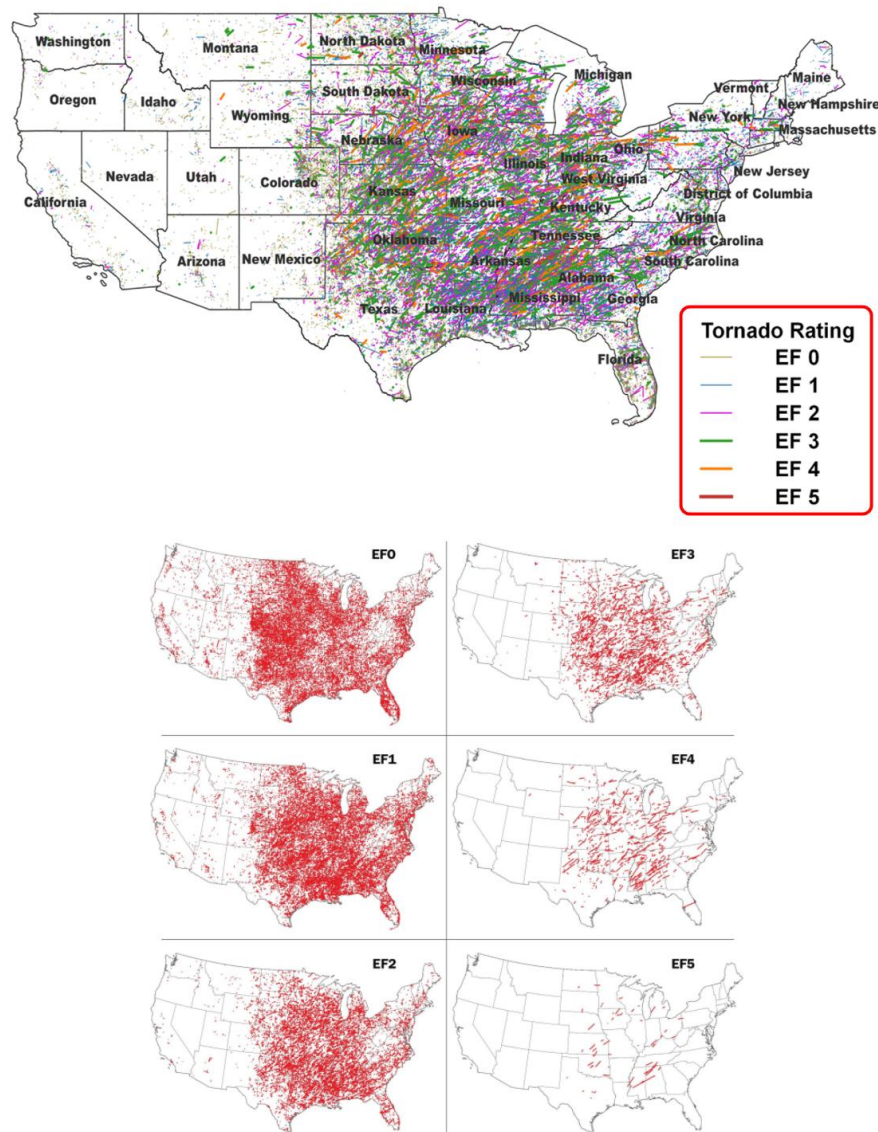 Washington
Montana
North Dakota
Minnesota
Maine
Vermont
Michigan
Wisconsin
South Dakota
Oregon
Idaho
Wyoming
New York
New Hampshire
Massachusetts
Nebraska
Iowa
Ohio
Illinois
Indiana
New Jersey
Nevada
Utah
Colorado
Kansas
Missouri
West Virginia
District of Columbia
California
Kentucky
Virginia
Oklahoma
Tennessee
North Carolina
Arizona
New Mexico
Arkansas
South Carolina
Alabama
Texas
Louisiana
Mississippi
Georgia
Florida
Tornado Rating
EF 0
EF 1
EF 2
EF 3
EF 4
EF 5
EF0
EF3
EF1
EF4
EF2
EF5